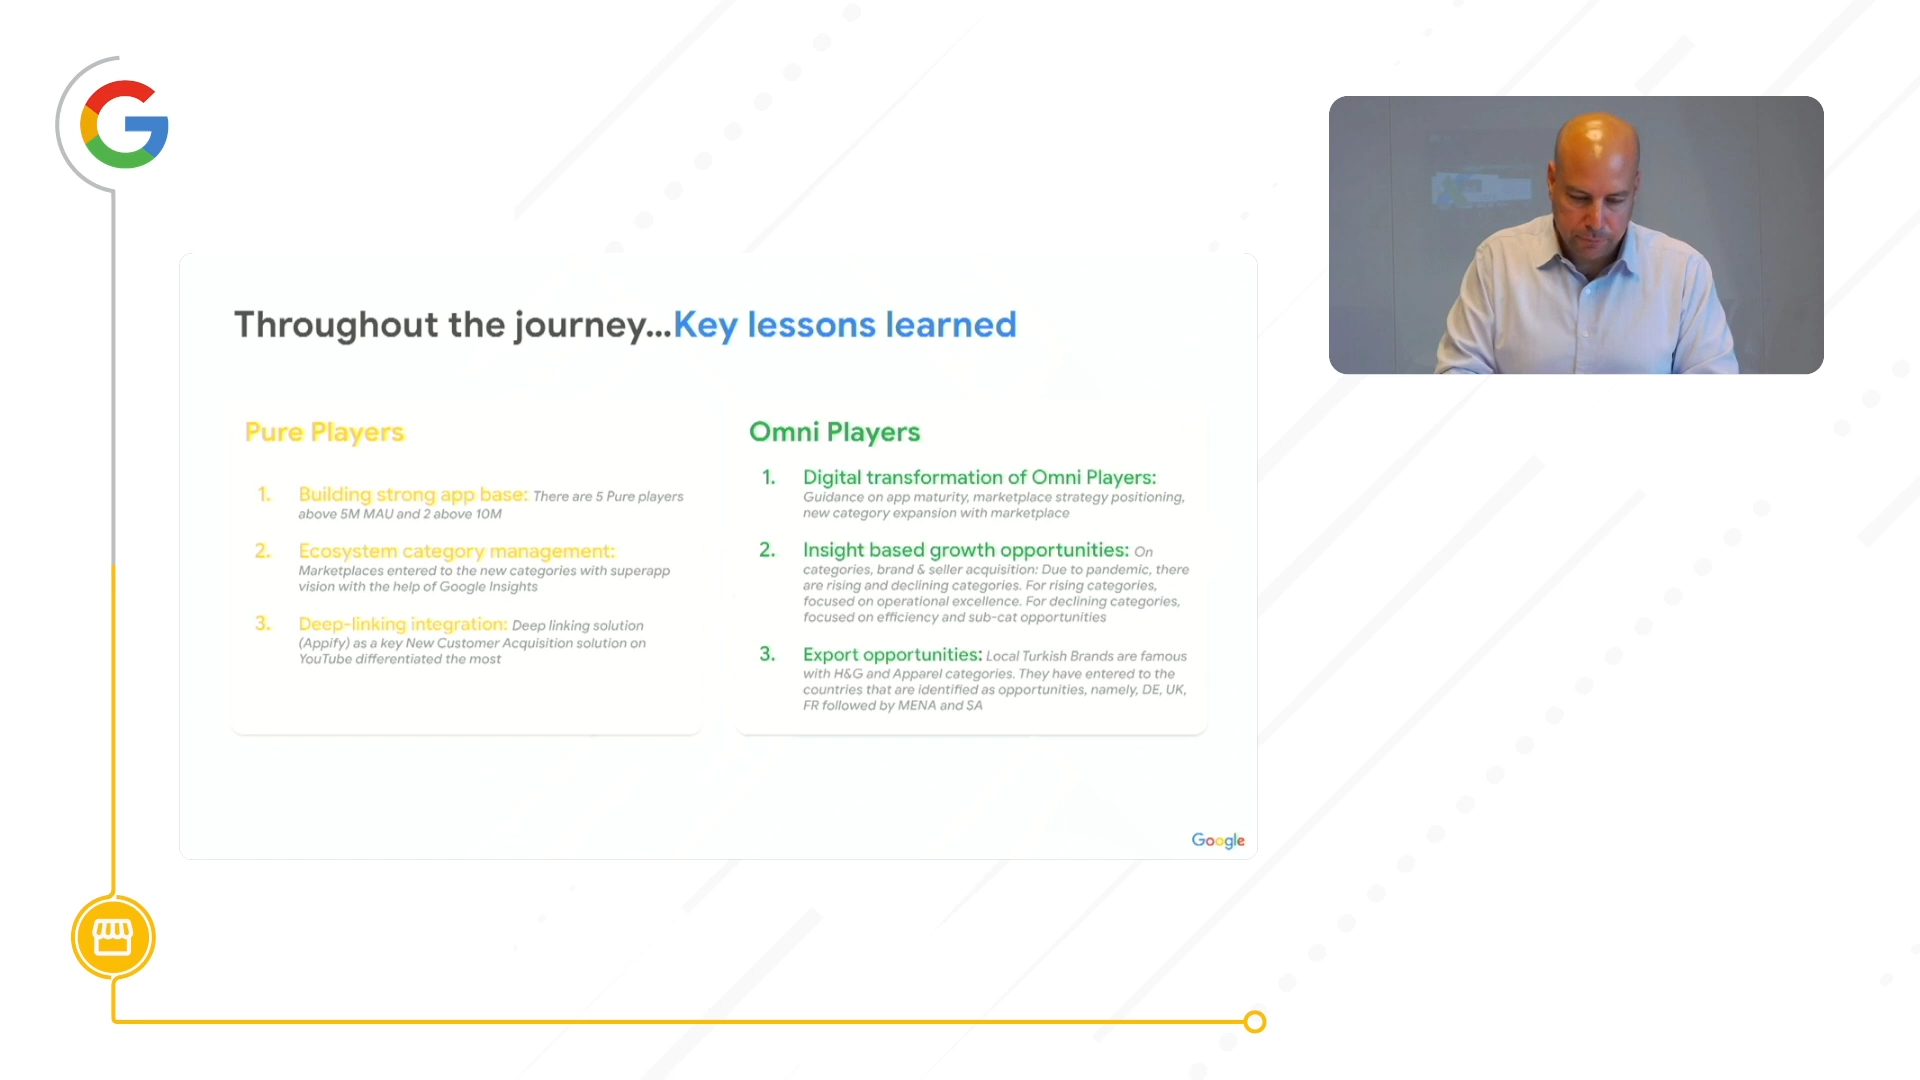 Throughout the journey...Key lessons learned
Pure Players
1. Building strong app base: There are 5 Pure players
above 5M MAU and 2 above 10M
2. Ecosystem category management:
Marketplaces entered to the new categories with superapp
vision with the help of Google Insights
3. Deep-linking integration: Deep linking solution
(Appify) as a key New Customer Acquisition solution on
YouTube differentiated the most
Omni Players
1. Digital transformation of Omni Players:
Guidance on app maturity, marketplace strategy positioning,
new category expansion with marketplace
2. Insight based growth opportunities: On
categories, brand & seller acquisition: Due to pandemic, there
are rising and declining categories. For rising categories,
focused on operational excellence. For declining categories,
focused on efficiency and sub-cat opportunities
3. Export opportunities: Local Turkish Brands are famous
with H&G and Apparel categories. They have entered to the
countries that are identified as opportunities, namely, DE, UK,
FR followed by MENA and SA
Google